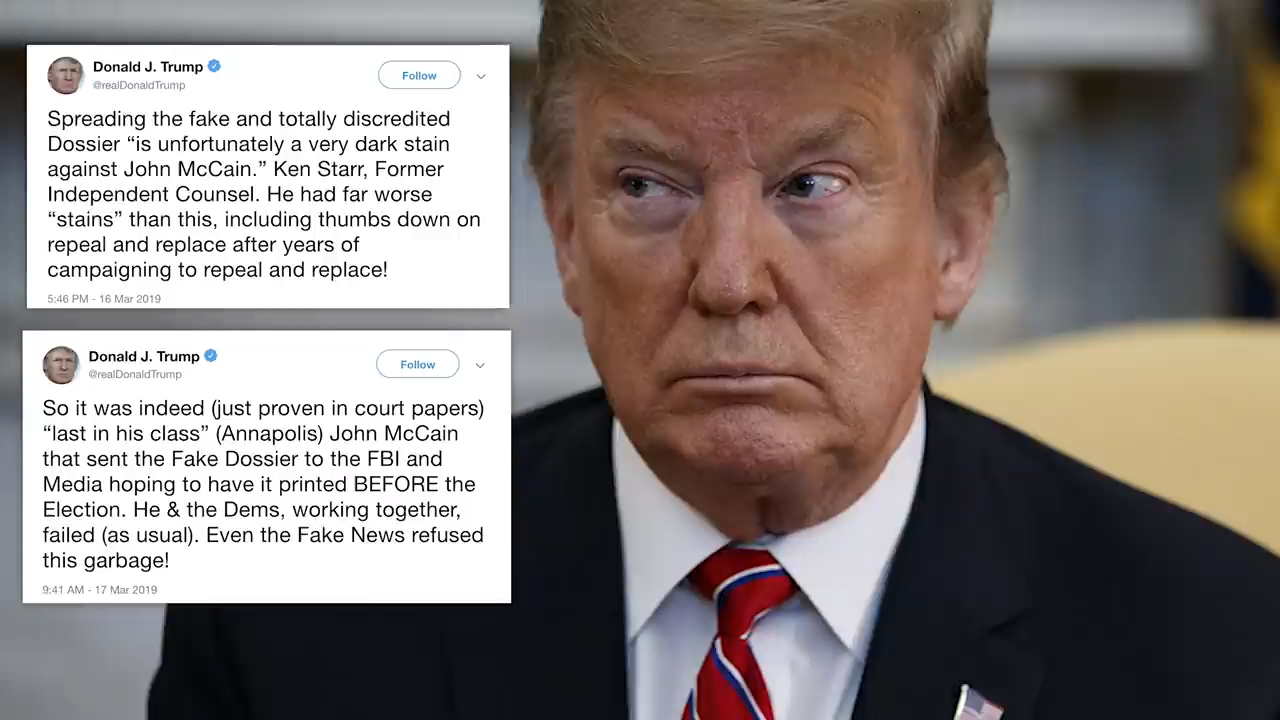 Donald J. Trump
Follow
@realDonaldTrump
Spreading the fake and totally discredited
Dossier “is unfortunately a very dark stain
against John McCain.” Ken Starr, Former
Independent Counsel. He had far worse
“stains” than this, including thumbs down on
repeal and replace after years of
campaigning to repeal and replace!
5:46 PM - 16 Mar 2019
Donald J. Trump
Follow
@realDonaldTrump
So it was indeed (just proven in court papers)
“last in his class” (Annapolis) John McCain
that sent the Fake Dossier to the FBI and
Media hoping to have it printed BEFORE the
Election. He & the Dems, working together,
failed (as usual). Even the Fake News refused
this garbage!
9:41 AM - 17 Mar 2019